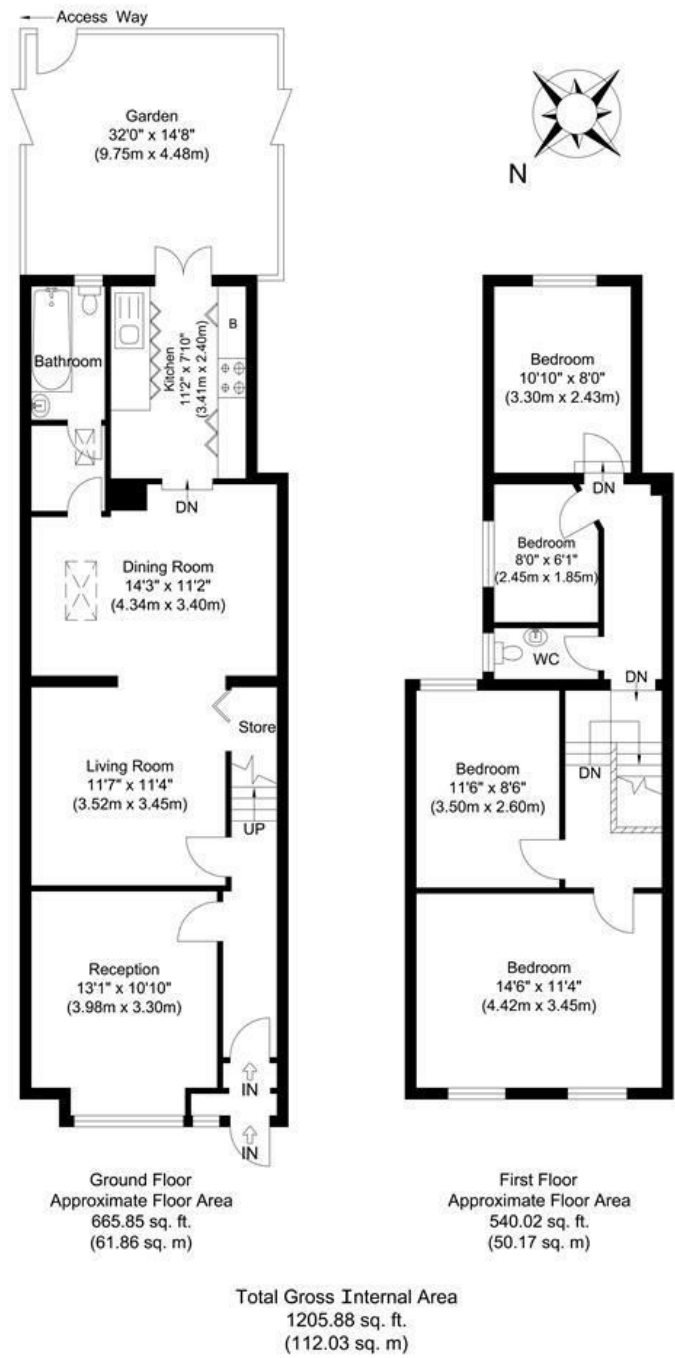 Access Way
Garden
32'0" x 14'8"
(9.75m x 4.48m)
N
Bathroom
Kitchen
11'2" x 7'10"
(3.41m x 2.40m)
B
DN
Dining Room
14'3" x 11'2"
(4.34m x 3.40m)
Store
Living Room
11'7" x 11'4"
(3.52m x 3.45m)
UP
Reception
13'1" x 10'10"
(3.98m x 3.30m)
IN
IN
Ground Floor
Approximate Floor Area
665.85 sq. ft.
(61.86 sq. m)
Bedroom
10'10" x 8'0"
(3.30m x 2.43m)
DN
Bedroom
8'0" x 6'1"
(2.45m x 1.85m)
WC
DN
DN
Bedroom
11'6" x 8'6"
(3.50m x 2.60m)
Bedroom
14'6" x 11'4"
(4.42m x 3.45m)
First Floor
Approximate Floor Area
540.02 sq. ft.
(50.17 sq. m)
Total Gross Internal Area
1205.88 sq. ft.
(112.03 sq. m)